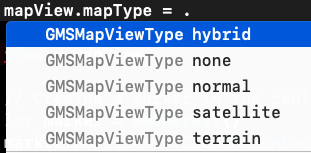 mapView.mapType = .
GMSMapViewType hybrid
GMSMapViewType none
GMSMapViewType normal
GMSMapViewType satellite
GMSMapViewType terrain